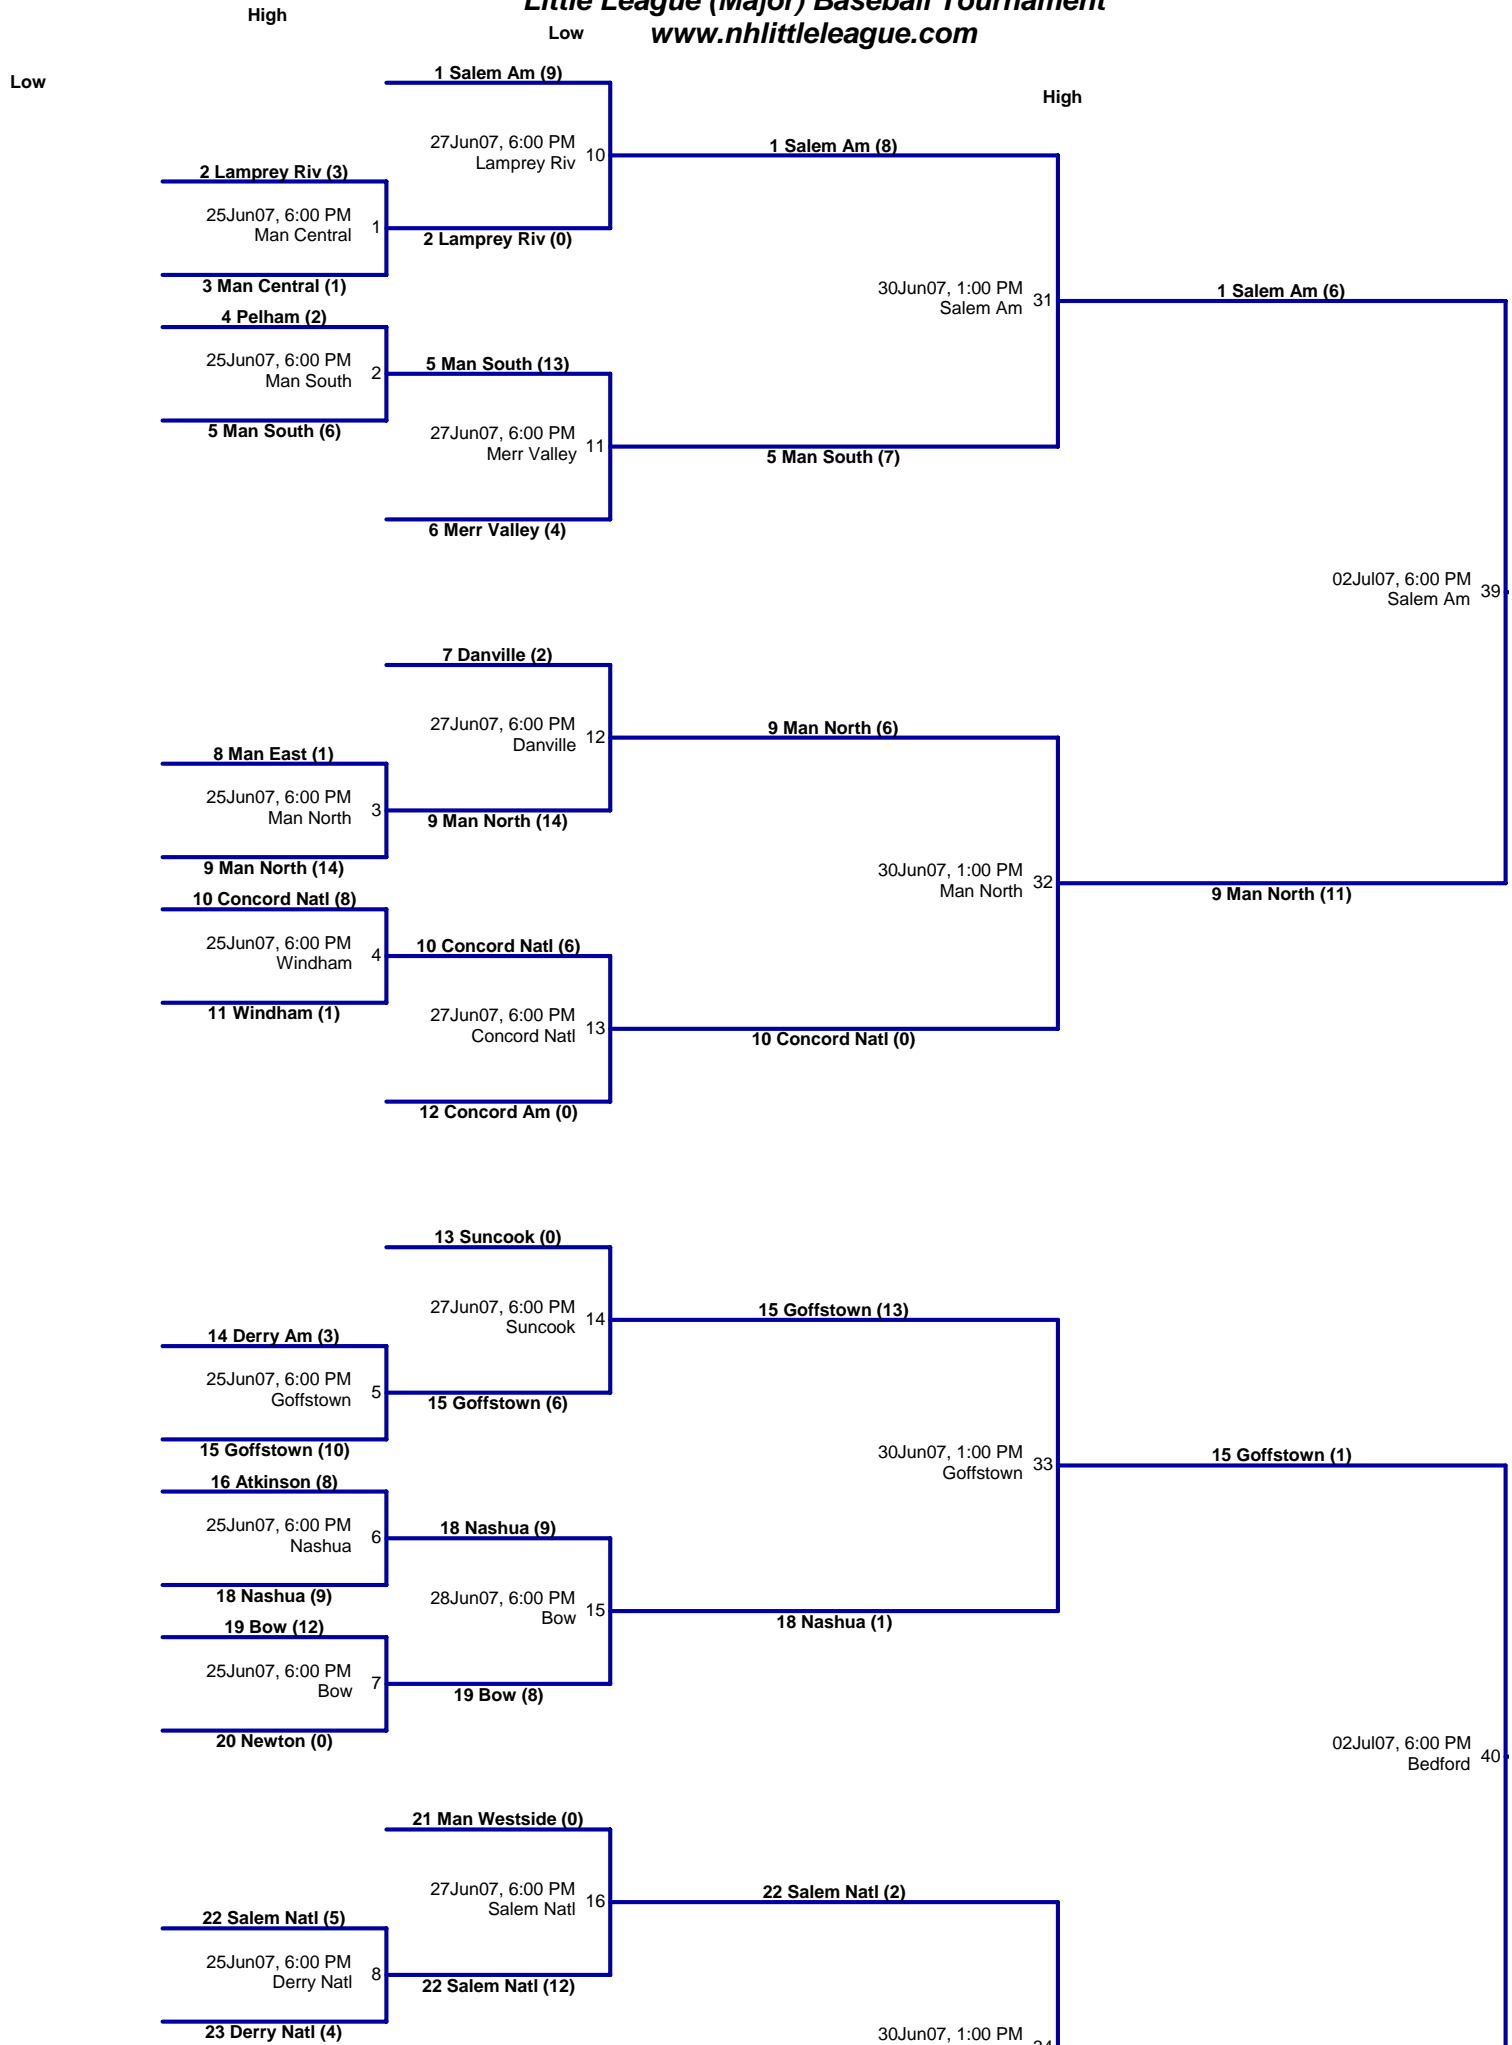 Little League (Major) Baseball Tournament
High
Low
www.nhlittleleague.com
Low
1 Salem Am (9)
High
27Jun07, 6:00 PM
Lamprey Riv
10
1 Salem Am (8)
2 Lamprey Riv (3)
25Jun07, 6:00 PM
Man Central
1
2 Lamprey Riv (0)
3 Man Central (1)
30Jun07, 1:00 PM
Salem Am
31
1 Salem Am (6)
4 Pelham (2)
25Jun07, 6:00 PM
Man South
2
5 Man South (13)
5 Man South (6)
27Jun07, 6:00 PM
Merr Valley
11
5 Man South (7)
6 Merr Valley (4)
02Jul07, 6:00 PM
Salem Am
39
7 Danville (2)
27Jun07, 6:00 PM
Danville
12
9 Man North (6)
8 Man East (1)
25Jun07, 6:00 PM
Man North
3
9 Man North (14)
9 Man North (14)
30Jun07, 1:00 PM
Man North
32
9 Man North (11)
10 Concord Natl (8)
25Jun07, 6:00 PM
Windham
4
10 Concord Natl (6)
11 Windham (1)
27Jun07, 6:00 PM
Concord Natl
13
10 Concord Natl (0)
12 Concord Am (0)
13 Suncook (0)
27Jun07, 6:00 PM
Suncook
14
15 Goffstown (13)
14 Derry Am (3)
25Jun07, 6:00 PM
Goffstown
5
15 Goffstown (6)
15 Goffstown (10)
30Jun07, 1:00 PM
Goffstown
33
15 Goffstown (1)
16 Atkinson (8)
25Jun07, 6:00 PM
Nashua
6
18 Nashua (9)
18 Nashua (9)
28Jun07, 6:00 PM
Bow
15
18 Nashua (1)
19 Bow (12)
25Jun07, 6:00 PM
Bow
7
19 Bow (8)
20 Newton (0)
02Jul07, 6:00 PM
Bedford
40
21 Man Westside (0)
27Jun07, 6:00 PM
Salem Natl
16
22 Salem Natl (2)
22 Salem Natl (5)
25Jun07, 6:00 PM
Derry Natl
8
22 Salem Natl (12)
23 Derry Natl (4)
30Jun07, 1:00 PM